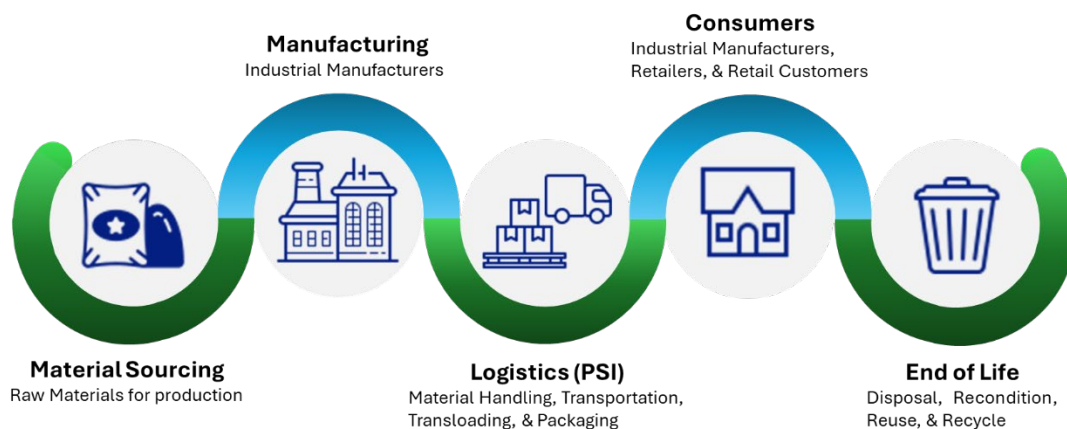 Material Sourcing
Raw Materials for production
Manufacturing
Industrial Manufacturers
Logistics (PSI)
Material Handling, Transportation,
Transloading, & Packaging
Consumers
Industrial Manufacturers,
Retailers, & Retail Customers
End of Life
Disposal, Recondition,
Reuse, & Recycle